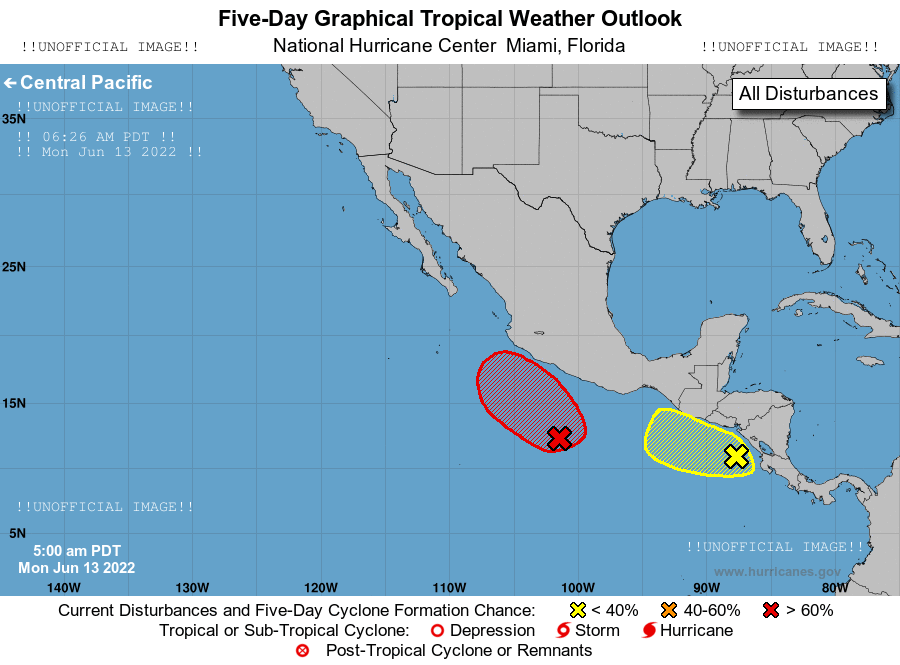 Five-Day Graphical Tropical Weather Outlook
!!UNOFFICIAL IMAGE!! National Hurricane Center Miami, Florida !!UNOFFICIAL IMAGE!!
← Central Pacific
All Disturbances
!!UNOFFICIAL IMAGE!!
35N
!! 06:26 AM PDT !!
!! Mon Jun 13 2022 !!
25N
15N
!!UNOFFICIAL IMAGE!!
5N
5:00 am PDT
!!UNOFFICIAL IMAGE!!
Mon Jun 13 2022
www.hurricanes.gov
140W 130W 120W 110W 100W 90W 80W
Current Disturbances and Five-Day Cyclone Formation Chance: < 40% 40-60% > 60%
Tropical or Sub-Tropical Cyclone: Depression Storm Hurricane
Post-Tropical Cyclone or Remnants